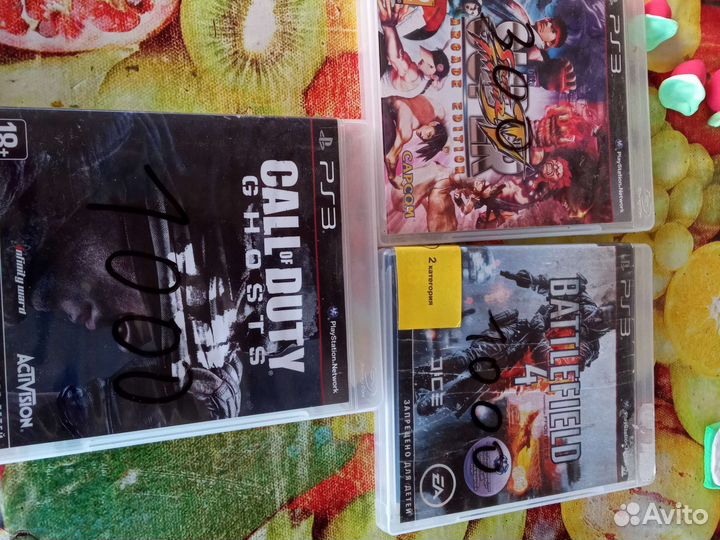 18+
PS3
CALL OF DUTY
GHOSTS
1000
PlayStation Network
Infinity ward
ACTIVISION
PS3
300
ARCADE EDITION
CAPCOM
PlayStation Network
2 категория
PS3
BATTLEFIELD
4
1000
DICE
ЗАПРЕЩЕНО ДЛЯ ДЕТЕЙ
EA
Avito